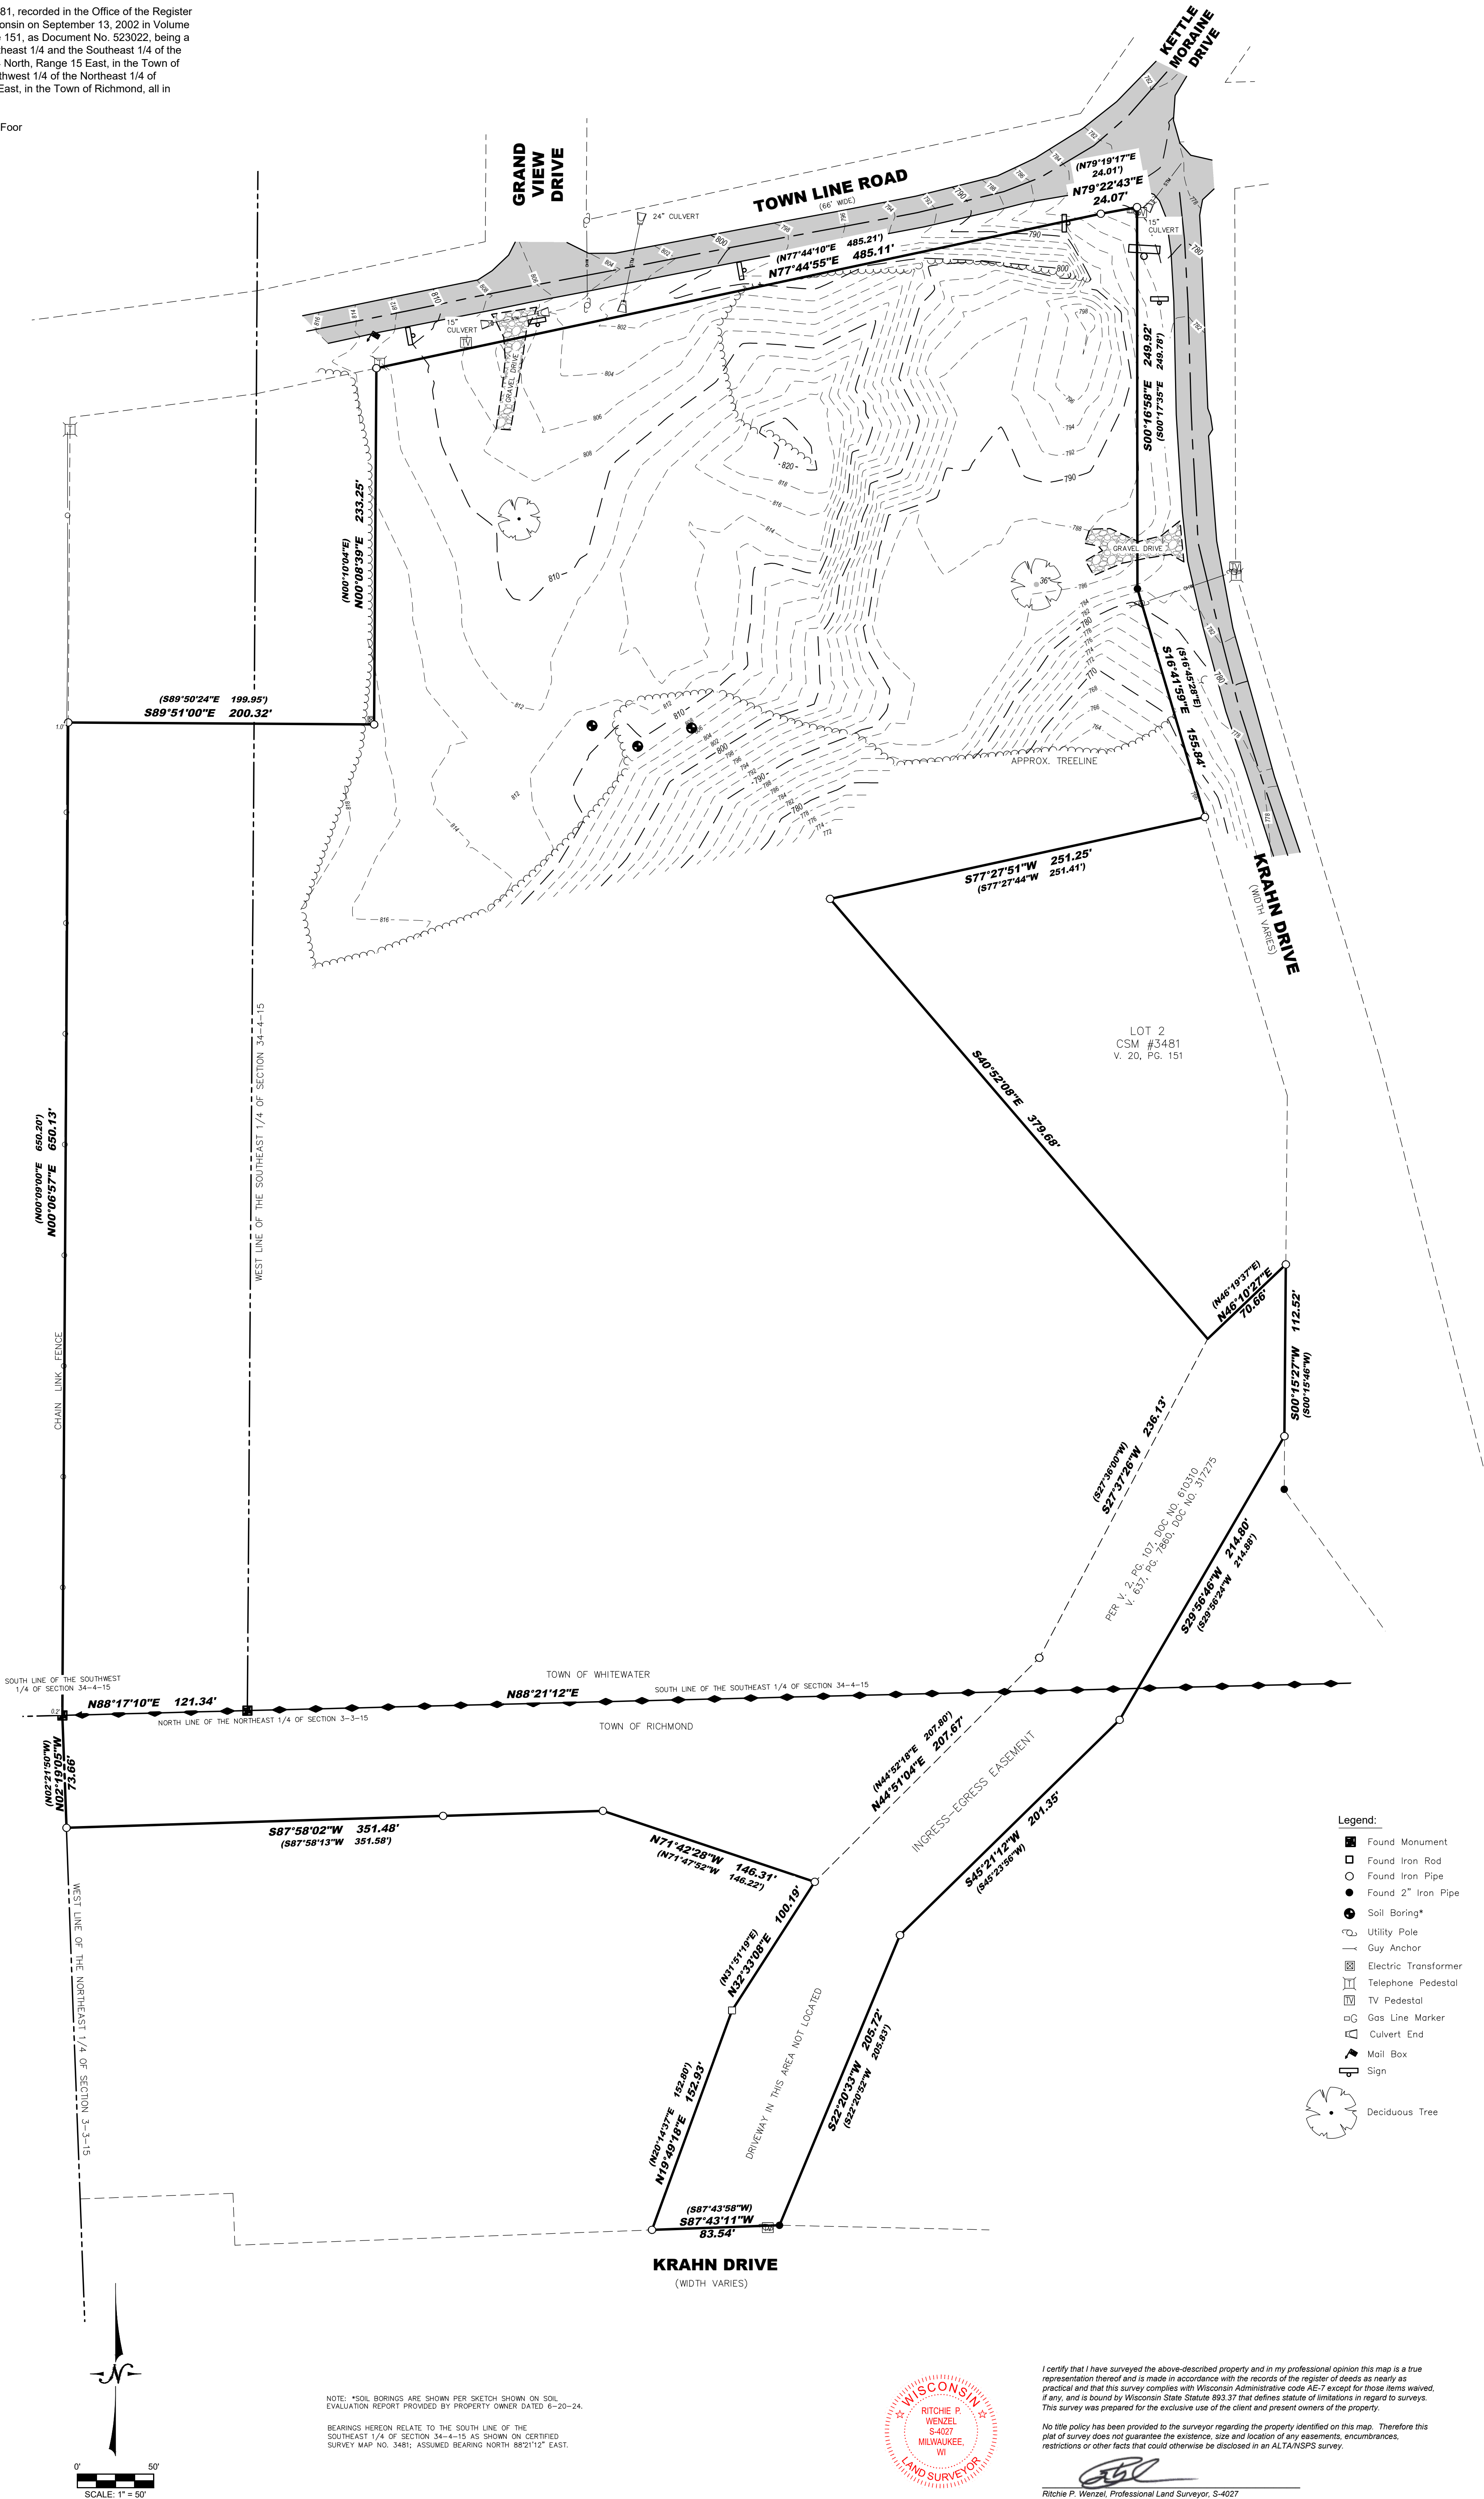 81, recorded in the Office of the Register
onsin on September 13, 2002 in Volume
151, as Document No. 523022, being a
theast 1/4 and the Southeast 1/4 of the
North, Range 15 East, in the Town of
thwest 1/4 of the Northeast 1/4 of
East, in the Town of Richmond, all in
Foor
KETTLE
MORAINE
DRIVE
GRAND
VIEW
DRIVE
TOWN LINE ROAD
(66' WIDE)
24" CULVERT
(N79°19'17"E
24.01')
N79°22'43"E
24.07'
15"
CULVERT
(N77°44'10"E 485.21')
N77°44'55"E 485.11'
15"
CULVERT
TV
GRAVEL DRIVE
S00°16'58"E 249.92'
(S00°17'35"E 249.78')
(N00°10'04"E)
N00°08'39"E 233.25'
GRAVEL DRIVE
36"
(S16°45'28"E)
S16°41'59"E 155.84'
(S89°50'24"E 199.95')
S89°51'00"E 200.32'
1.0'
820
818
816
814
810
812
810
800
790
780
APPROX. TREELINE
S77°27'51"W 251.25'
(S77°27'44"W 251.41')
KRAHN DRIVE
(WIDTH VARIES)
LOT 2
CSM #3481
V. 20, PG. 151
S40°52'08"E 379.68'
WEST LINE OF THE SOUTHEAST 1/4 OF SECTION 34-4-15
(N00°09'00"E 650.20')
N00°06'57"E 650.13'
CHAIN LINK FENCE
(N46°19'37"E)
N46°10'27"E
70.66'
S00°15'27"W 112.52'
(S00°15'46"W)
(S27°36'00"W)
S27°37'26"W 236.13'
PER V. 2, PG. 107, DOC NO. 610310
V. 637, PG. 7860, DOC NO. 317275
S29°56'46"W 214.80'
(S29°56'24"W 214.88')
SOUTH LINE OF THE SOUTHWEST
1/4 OF SECTION 34-4-15
N88°17'10"E 121.34'
0.2'
TOWN OF WHITEWATER
N88°21'12"E
SOUTH LINE OF THE SOUTHEAST 1/4 OF SECTION 34-4-15
NORTH LINE OF THE NORTHEAST 1/4 OF SECTION 3-3-15
TOWN OF RICHMOND
(N02°21'50"W)
N02°19'05"W
73.66'
(N44°52'18"E 207.80')
N44°51'04"E 207.67'
INGRESS-EGRESS EASEMENT
S87°58'02"W 351.48'
(S87°58'13"W 351.58')
N71°42'28"W 146.31'
(N71°47'52"W 146.22')
S45°21'12"W 201.35'
(S45°23'56"W)
(N31°51'19"E)
N32°33'08"E 100.19'
WEST LINE OF THE NORTHEAST 1/4 OF SECTION 3-3-15
DRIVEWAY IN THIS AREA NOT LOCATED
S22°20'33"W 205.72'
(S22°20'52"W 205.83')
(N20°14'37"E 152.80')
N19°49'18"E 152.93'
(S87°43'58"W)
S87°43'11"W
83.54'
KRAHN DRIVE
(WIDTH VARIES)
Legend:
Found Monument
Found Iron Rod
Found Iron Pipe
Found 2" Iron Pipe
Soil Boring*
Utility Pole
Guy Anchor
Electric Transformer
T Telephone Pedestal
TV TV Pedestal
G Gas Line Marker
Culvert End
Mail Box
Sign
Deciduous Tree
N
0' 50'
SCALE: 1" = 50'
NOTE: *SOIL BORINGS ARE SHOWN PER SKETCH SHOWN ON SOIL
EVALUATION REPORT PROVIDED BY PROPERTY OWNER DATED 6-20-24.
BEARINGS HEREON RELATE TO THE SOUTH LINE OF THE
SOUTHEAST 1/4 OF SECTION 34-4-15 AS SHOWN ON CERTIFIED
SURVEY MAP NO. 3481; ASSUMED BEARING NORTH 88°21'12" EAST.
WISCONSIN
RITCHIE P.
WENZEL
S-4027
MILWAUKEE,
WI
LAND SURVEYOR
I certify that I have surveyed the above-described property and in my professional opinion this map is a true
representation thereof and is made in accordance with the records of the register of deeds as nearly as
practical and that this survey complies with Wisconsin Administrative code AE-7 except for those items waived,
if any, and is bound by Wisconsin State Statute 893.37 that defines statute of limitations in regard to surveys.
This survey was prepared for the exclusive use of the client and present owners of the property.
No title policy has been provided to the surveyor regarding the property identified on this map. Therefore this
plat of survey does not guarantee the existence, size and location of any easements, encumbrances,
restrictions or other facts that could otherwise be disclosed in an ALTA/NSPS survey.
Ritchie P. Wenzel, Professional Land Surveyor, S-4027